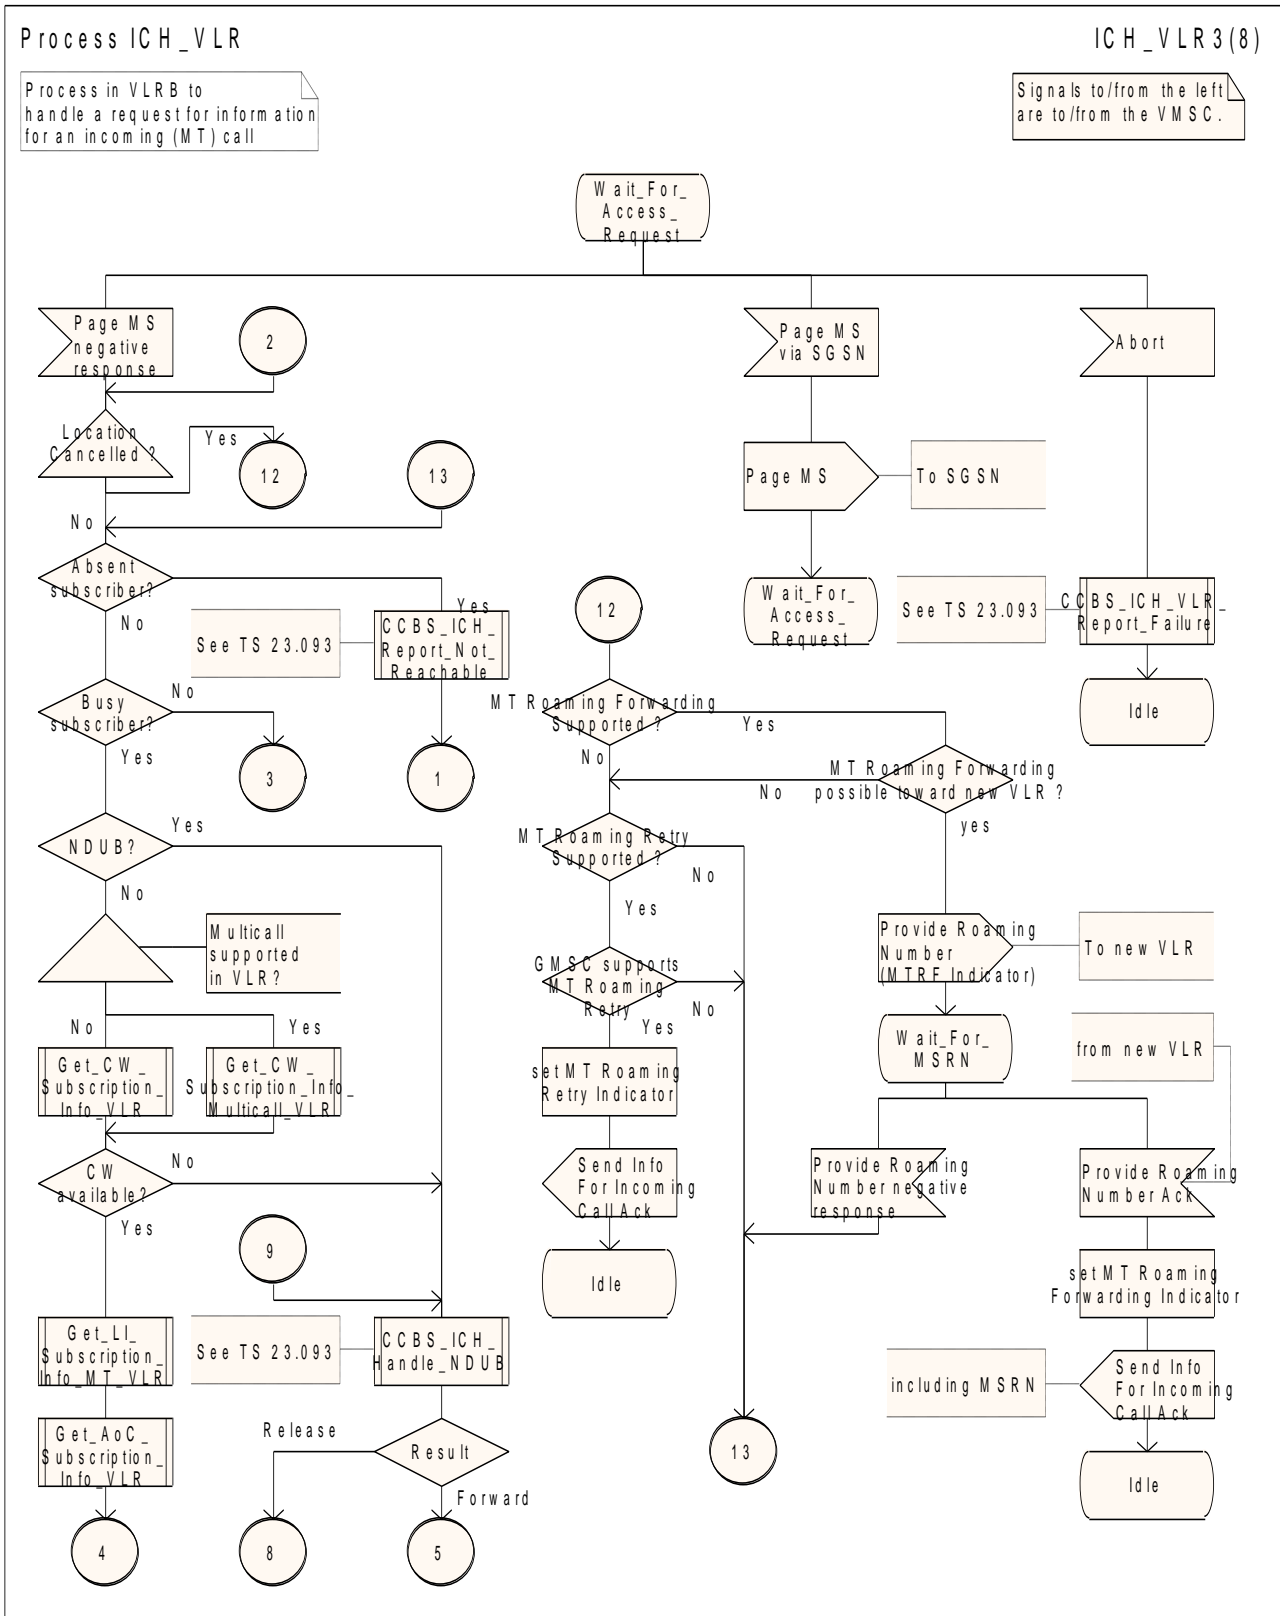 Process ICH_VLR
ICH_VLR3(8)
Process in VLRB to
handle a request for information
for an incoming (MT) call
Signals to/from the left
are to/from the VMSC.
Wait_For_
Access_
Request
Page MS
negative
response
2
Page MS
via SGSN
Abort
Location
Cancelled ?
Yes
12
13
Page MS
To SGSN
No
Absent
subscriber?
Yes
No
See TS 23.093
CCBS_ICH_
Report_Not_
Reachable
12
Wait_For_
Access_
Request
See TS 23.093
CCBS_ICH_VLR_
Report_Failure
Busy
subscriber?
No
Yes
3
1
MT Roaming Forwarding
Supported ?
Yes
No
Idle
MT Roaming Forwarding
possible toward new VLR ?
No
yes
NDUB?
Yes
No
MT Roaming Retry
Supported ?
No
Yes
Multicall
supported
in VLR?
GMSC supports
MT Roaming
Retry
No
Yes
Provide Roaming
Number
(MTRF Indicator)
To new VLR
No
Yes
Get_CW_
Subscription_
Info_VLR
Get_CW_
Subscription_Info_
Multicall_VLR
set MT Roaming
Retry Indicator
Wait_For_
MSRN
from new VLR
CW
available?
No
Yes
Send Info
For Incoming
Call Ack
Provide Roaming
Number negative
response
Provide Roaming
Number Ack
9
Idle
set MT Roaming
Forwarding Indicator
Get_LI_
Subscription_
Info_MT_VLR
See TS 23.093
CCBS_ICH_
Handle_NDUB
including MSRN
Send Info
For Incoming
Call Ack
Get_AoC_
Subscription_
Info_VLR
Release
Result
Forward
13
Idle
4
8
5